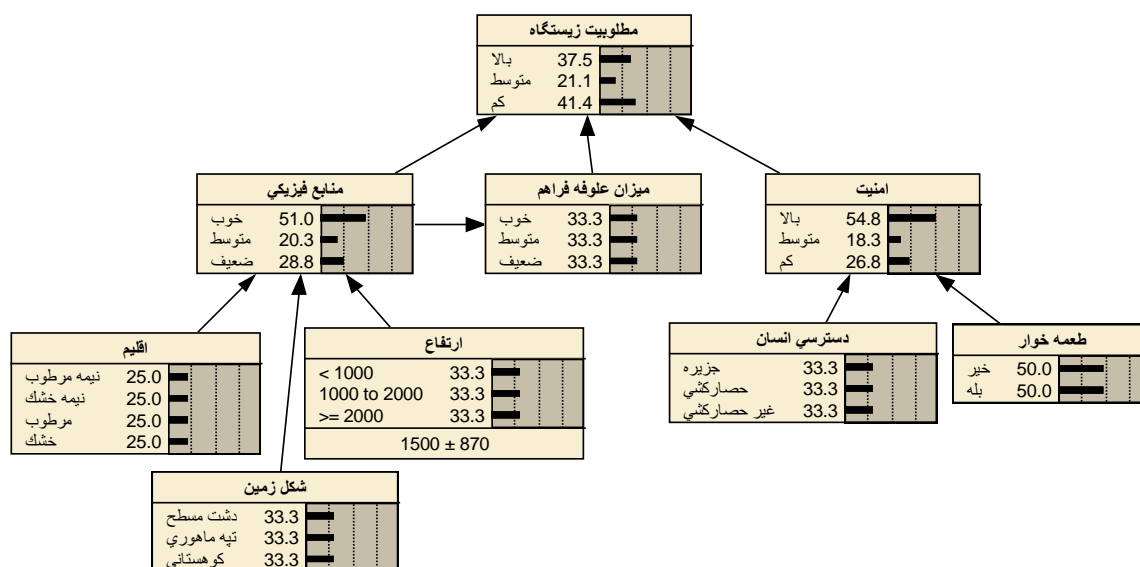 مطلوبيت زيستگاه
بالا 37.5
متوسط 21.1
كم 41.4
منابع فيزيكي
خوب 51.0
متوسط 20.3
ضعيف 28.8
ميزان علوفه فراهم
خوب 33.3
متوسط 33.3
ضعيف 33.3
امنيت
بالا 54.8
متوسط 18.3
كم 26.8
اقليم
نيمه مرطوب 25.0
نيمه خشك 25.0
مرطوب 25.0
خشك 25.0
ارتفاع
< 1000 33.3
1000 to 2000 33.3
>= 2000 33.3
1500 ± 870
دسترسي انسان
جزيره 33.3
حصاركشي 33.3
غير حصاركشي 33.3
طعمه خوار
خير 50.0
بله 50.0
شكل زمين
دشت مسطح 33.3
تپه ماهوري 33.3
كوهستاني 33.3